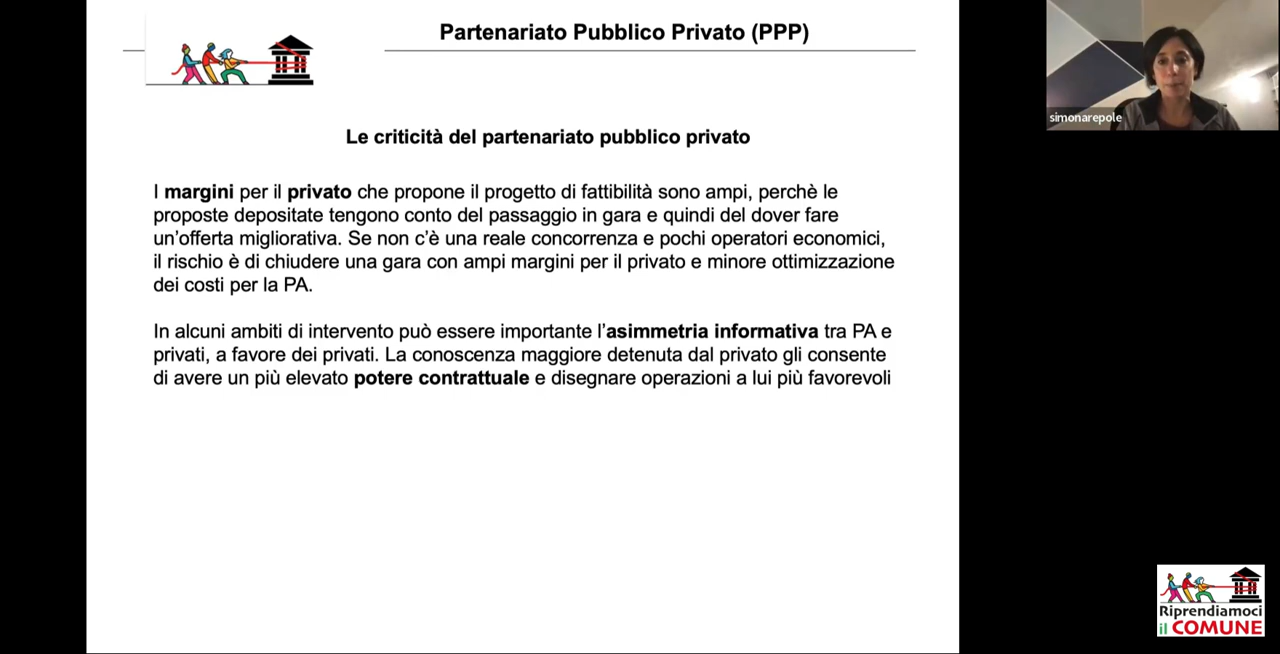 Partenariato Pubblico Privato (PPP)
simonarepole
Le criticità del partenariato pubblico privato
I margini per il privato che propone il progetto di fattibilità sono ampi, perchè le
proposte depositate tengono conto del passaggio in gara e quindi del dover fare
un'offerta migliorativa. Se non c'è una reale concorrenza e pochi operatori economici,
il rischio è di chiudere una gara con ampi margini per il privato e minore ottimizzazione
dei costi per la PA.
In alcuni ambiti di intervento può essere importante l'asimmetria informativa tra PA e
privati, a favore dei privati. La conoscenza maggiore detenuta dal privato gli consente
di avere un più elevato potere contrattuale e disegnare operazioni a lui più favorevoli
Riprendiamoci
il COMUNE